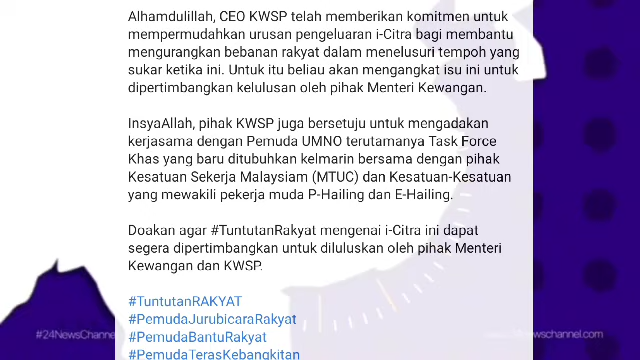 Alhamdulillah, CEO KWSP telah memberikan komitmen untuk
mempermudahkan urusan pengeluaran i-Citra bagi membantu
mengurangkan bebanan rakyat dalam menelusuri tempoh yang
sukar ketika ini. Untuk itu beliau akan mengangkat isu ini untuk
dipertimbangkan kelulusan oleh pihak Menteri Kewangan.
InsyaAllah, pihak KWSP juga bersetuju untuk mengadakan
kerjasama dengan Pemuda UMNO terutamanya Task Force
Khas yang baru ditubuhkan kelmarin bersama dengan pihak
Kesatuan Sekerja Malaysiam (MTUC) dan Kesatuan-Kesatuan
yang mewakili pekerja muda P-Hailing dan E-Hailing.
Doakan agar #TuntutanRakyat mengenai i-Citra ini dapat
segera dipertimbangkan untuk diluluskan oleh pihak Menteri
Kewangan dan KWSP.
#TuntutanRAKYAT
#PemudaJurubicaraRakyat
#PemudaBantuRakyat
#PemudaTerasKebangkitan
#24NewsChannel
www.24newschannel.com